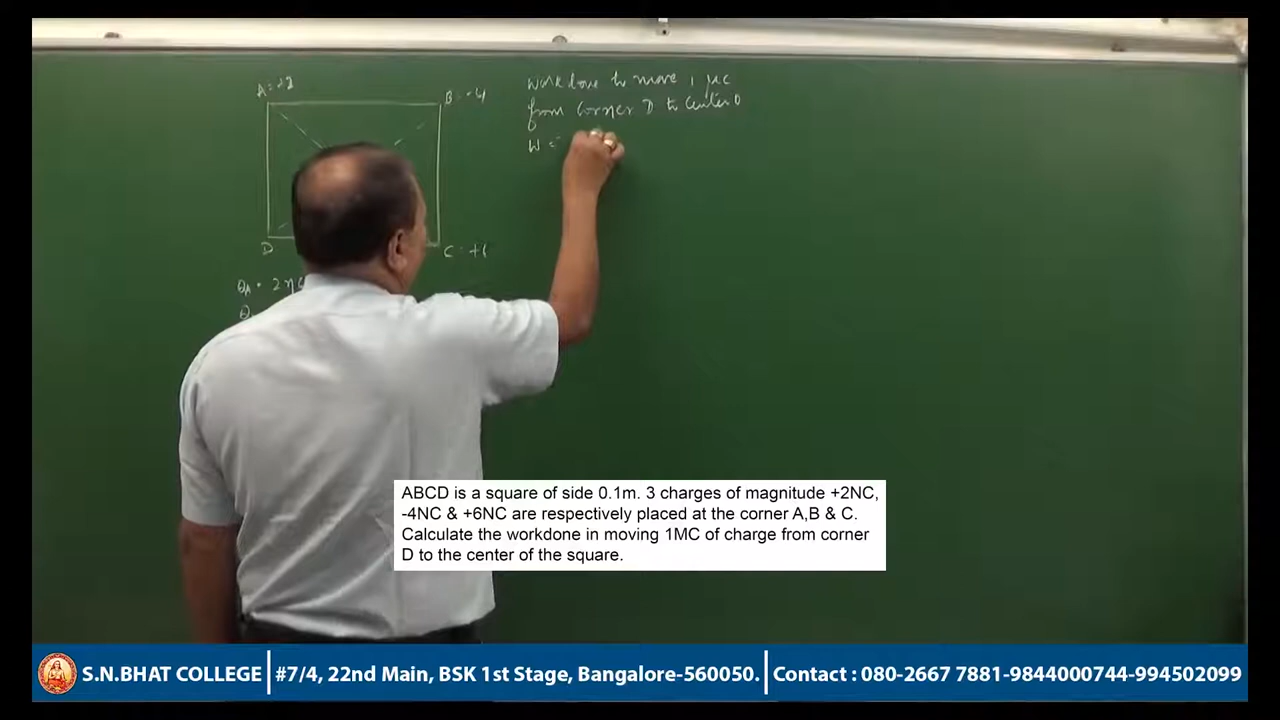 A = +2
B = -4
D
C = +6
Q_A = 2 ηC
Work done to move 1 μC
from corner D to center O
W =
ABCD is a square of side 0.1m. 3 charges of magnitude +2NC,
-4NC & +6NC are respectively placed at the corner A,B & C.
Calculate the workdone in moving 1MC of charge from corner
D to the center of the square.
S.N.BHAT COLLEGE #7/4, 22nd Main, BSK 1st Stage, Bangalore-560050. Contact : 080-2667 7881-9844000744-994502099